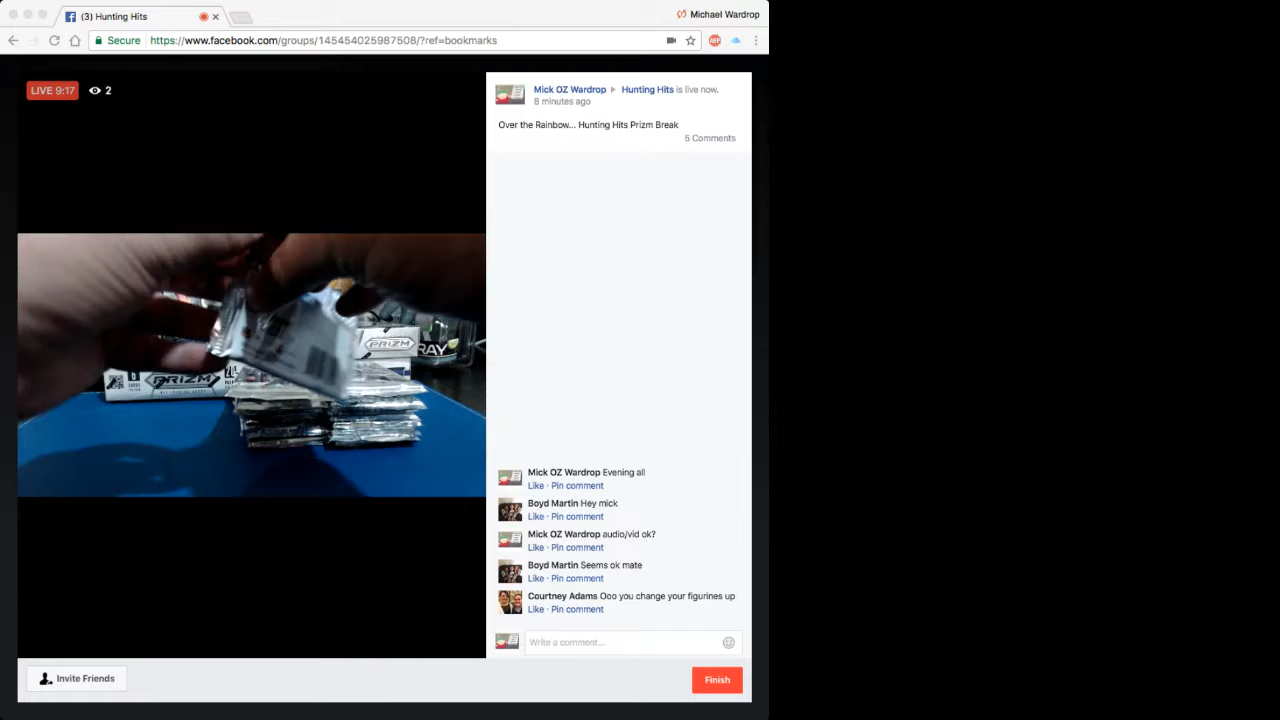 (3) Hunting Hits
Michael Wardrop
Secure https://www.facebook.com/groups/145454025987508/?ref=bookmarks
ABP
LIVE 9:17
2
Mick OZ Wardrop Hunting Hits is live now.
8 minutes ago
Over the Rainbow... Hunting Hits Prizm Break
5 Comments
PRIZM
RAY
PRIZM
Mick OZ Wardrop Evening all
Like · Pin comment
Boyd Martin Hey mick
Like · Pin comment
Mick OZ Wardrop audio/vid ok?
Like · Pin comment
Boyd Martin Seems ok mate
Like · Pin comment
Courtney Adams Ooo you change your figurines up
Like · Pin comment
Write a comment...
Invite Friends
Finish